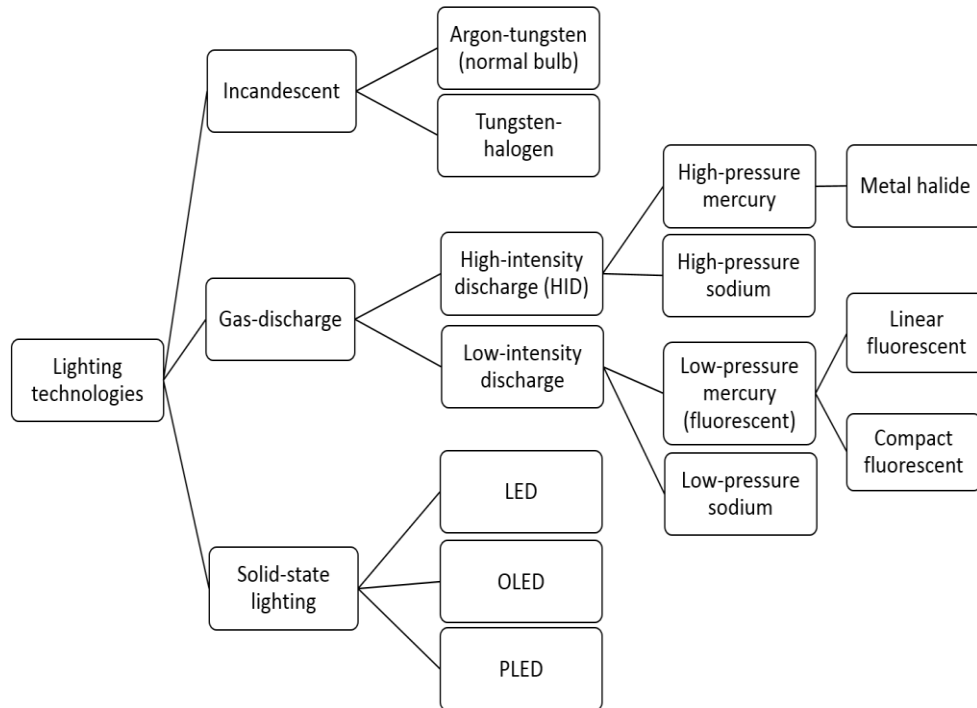 Argon-tungsten
(normal bulb)
Incandescent
Tungsten-
halogen
High-pressure
mercury
Metal halide
High-intensity
discharge (HID)
High-pressure
sodium
Gas-discharge
Linear
fluorescent
Lighting
technologies
Low-intensity
discharge
Low-pressure
mercury
(fluorescent)
Compact
fluorescent
LED
Low-pressure
sodium
Solid-state
lighting
OLED
PLED